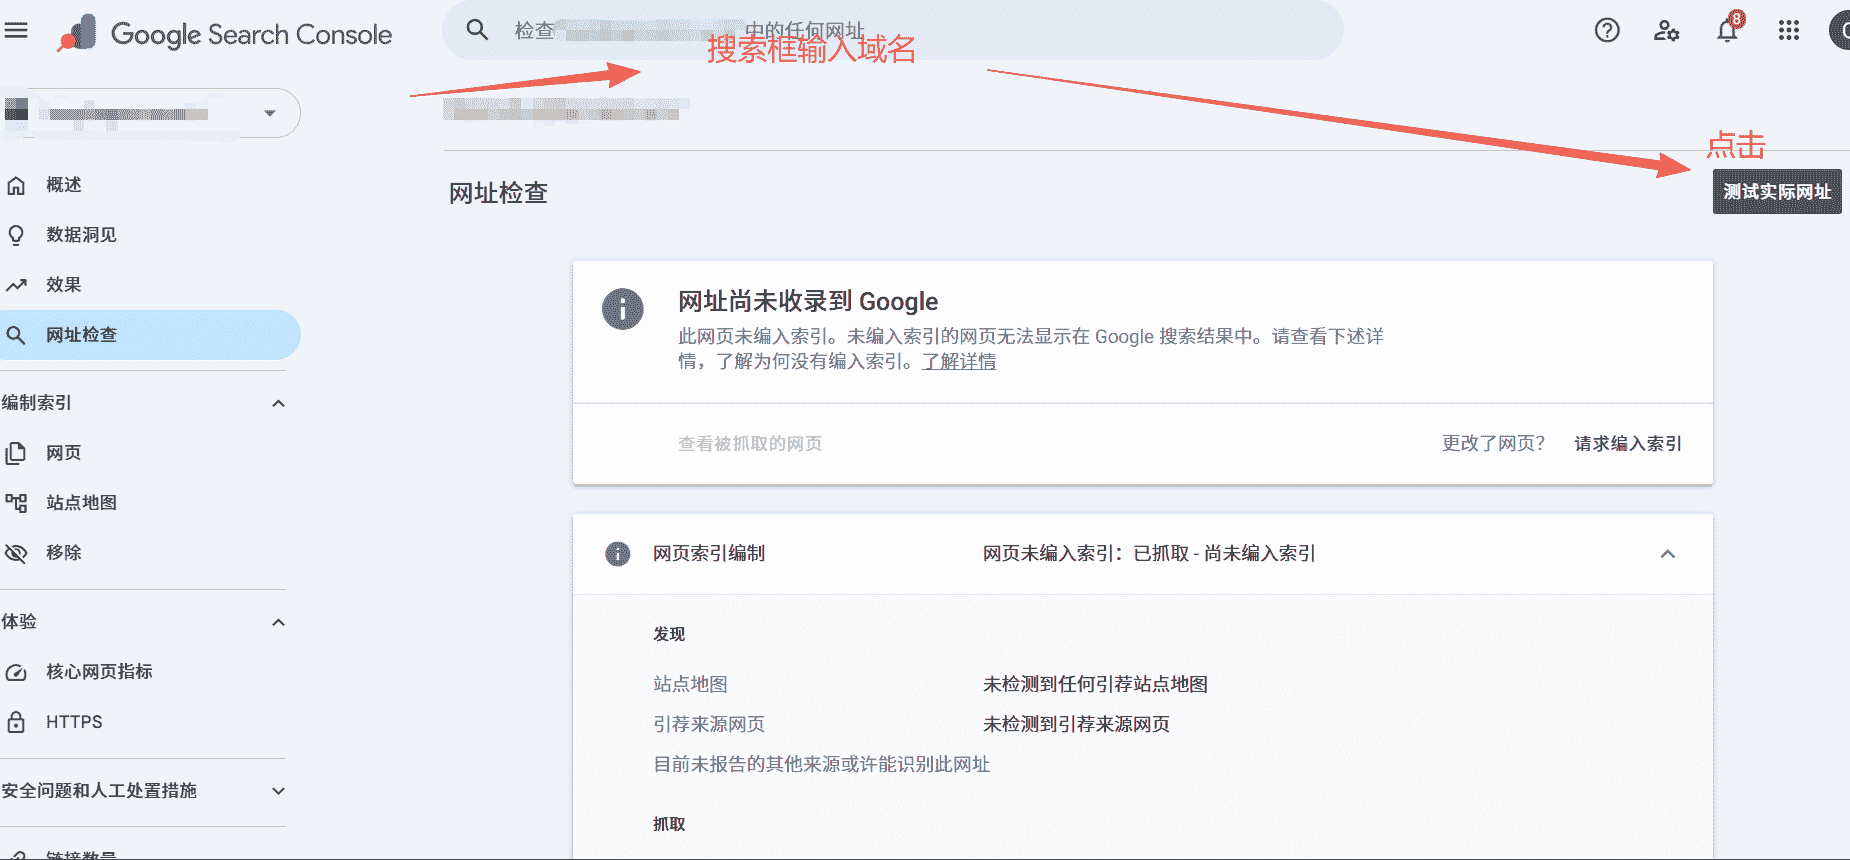 Google Search Console
检查
中的任何网址
8
搜索框输入域名
点击
概述
数据洞见
效果
网址检查
编制索引
网页
站点地图
移除
体验
核心网页指标
HTTPS
安全问题和人工处置措施
链接数量
网址检查
测试实际网址
网址尚未收录到 Google
此网页未编入索引。未编入索引的网页无法显示在 Google 搜索结果中。请查看下述详
情，了解为何没有编入索引。了解详情
查看被抓取的网页
更改了网页？
请求编入索引
网页索引编制
网页未编入索引：已抓取 - 尚未编入索引
发现
站点地图
未检测到任何引荐站点地图
引荐来源网页
未检测到引荐来源网页
目前未报告的其他来源或许能识别此网址
抓取